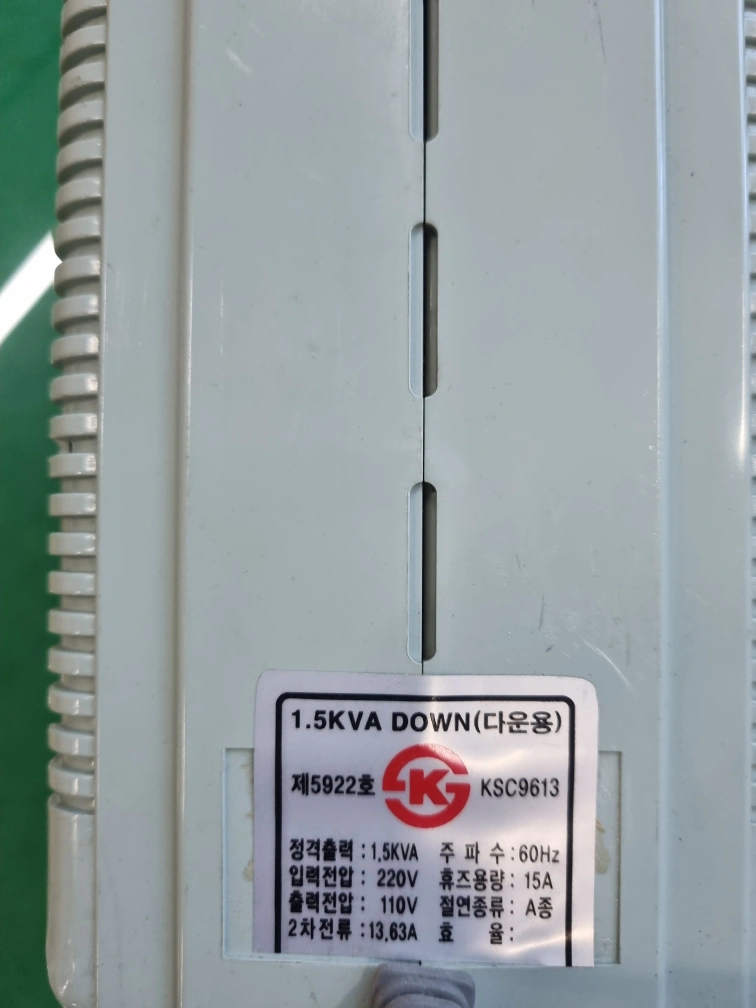 1.5KVA DOWN(다운용)
제5922호 K KSC9613
정격출력 : 1.5KVA 주 파 수 : 60Hz
입력전압 : 220V 휴즈용량 : 15A
출력전압 : 110V 절연종류 : A종
2차전류 : 13.63A 효 율 :